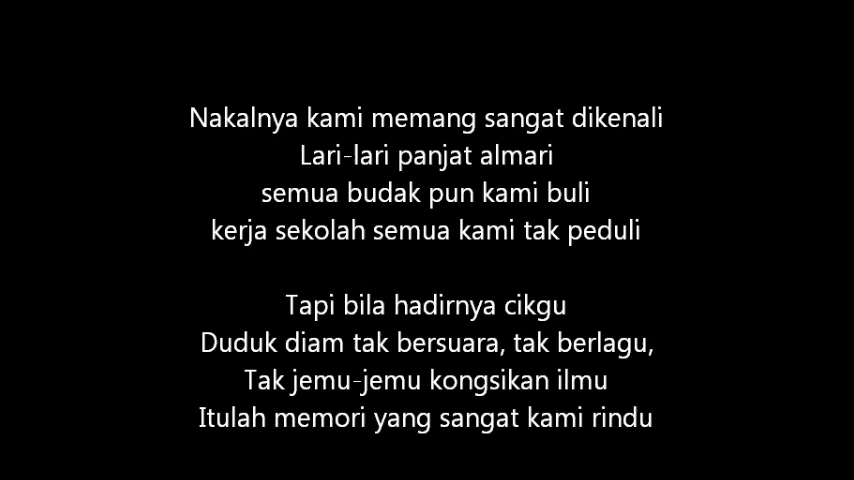 Nakalnya kami memang sangat dikenali
Lari-lari panjat almari
semua budak pun kami buli
kerja sekolah semua kami tak peduli
Tapi bila hadirnya cikgu
Duduk diam tak bersuara, tak berlagu,
Tak jemu-jemu kongsikan ilmu
Itulah memori yang sangat kami rindu